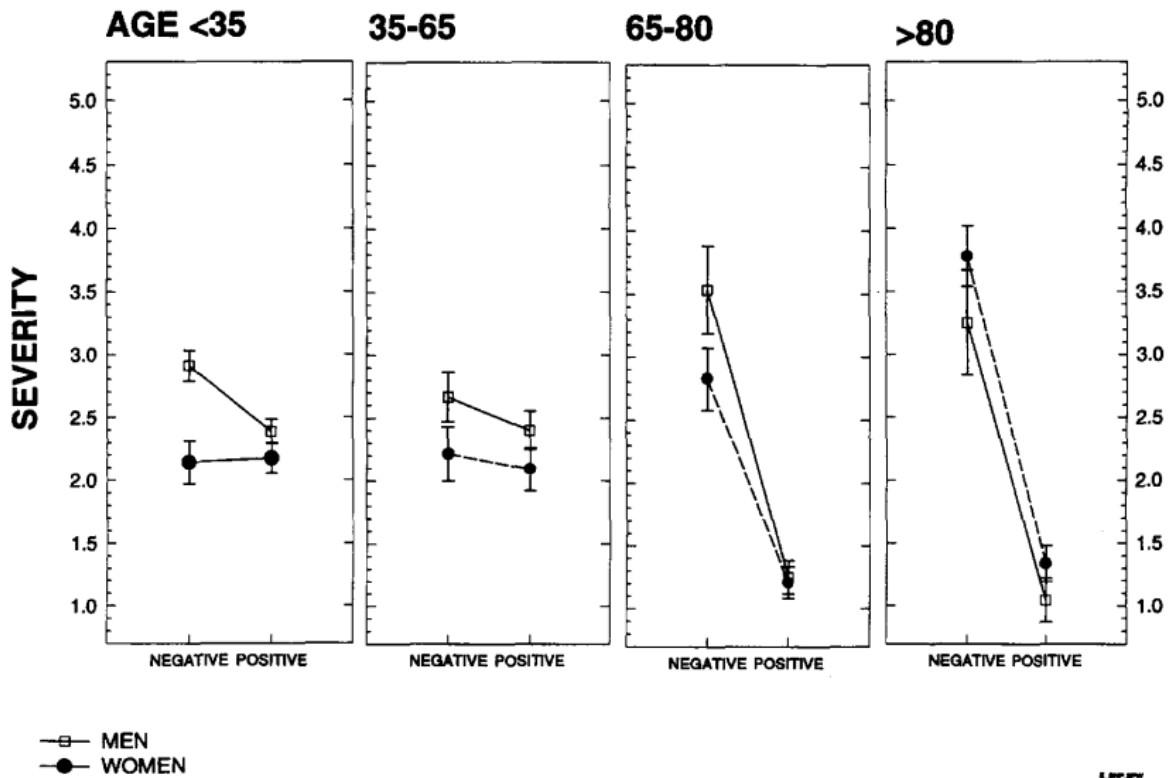 AGE <35 35-65 65-80 >80
5.0 5.0
4.5 4.5
4.0 4.0
3.5 3.5
3.0 3.0
2.5 2.5
2.0 2.0
1.5 1.5
1.0 1.0
SEVERITY
NEGATIVE POSITIVE NEGATIVE POSITIVE NEGATIVE POSITIVE NEGATIVE POSITIVE
MEN
WOMEN